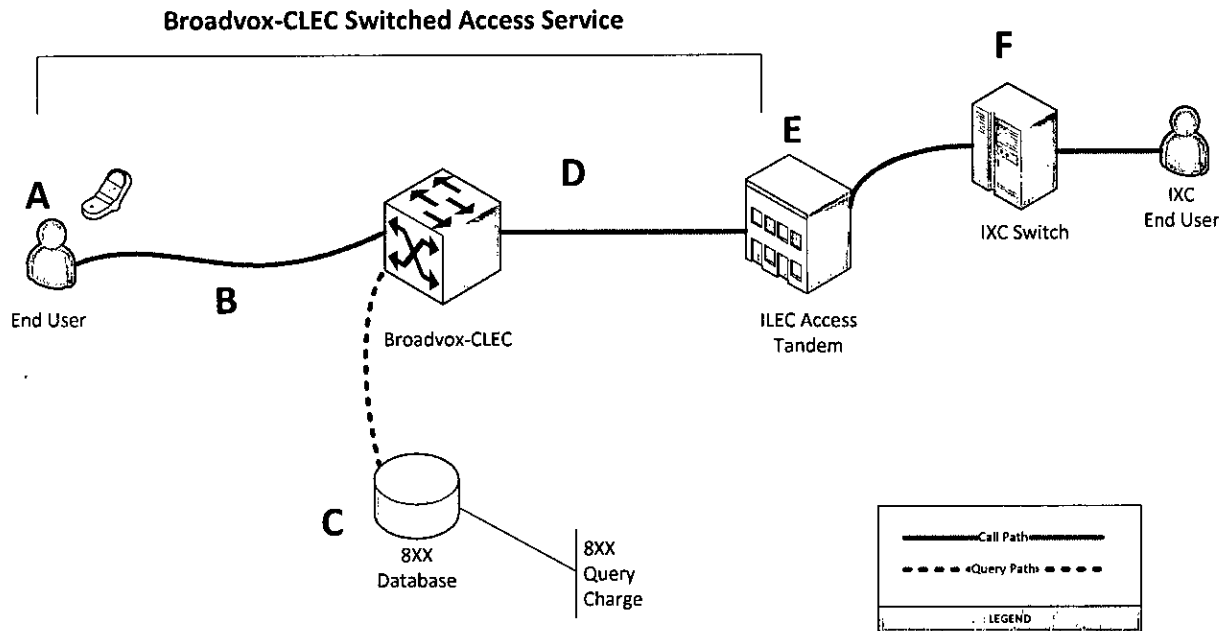 Broadvox-CLEC Switched Access Service
F
E
A
D
IXC
End User
IXC Switch
B
End User
Broadvox-CLEC
ILEC Access
Tandem
C
8XX
Database
8XX
Query
Charge
Call Path
Query Path
LEGEND